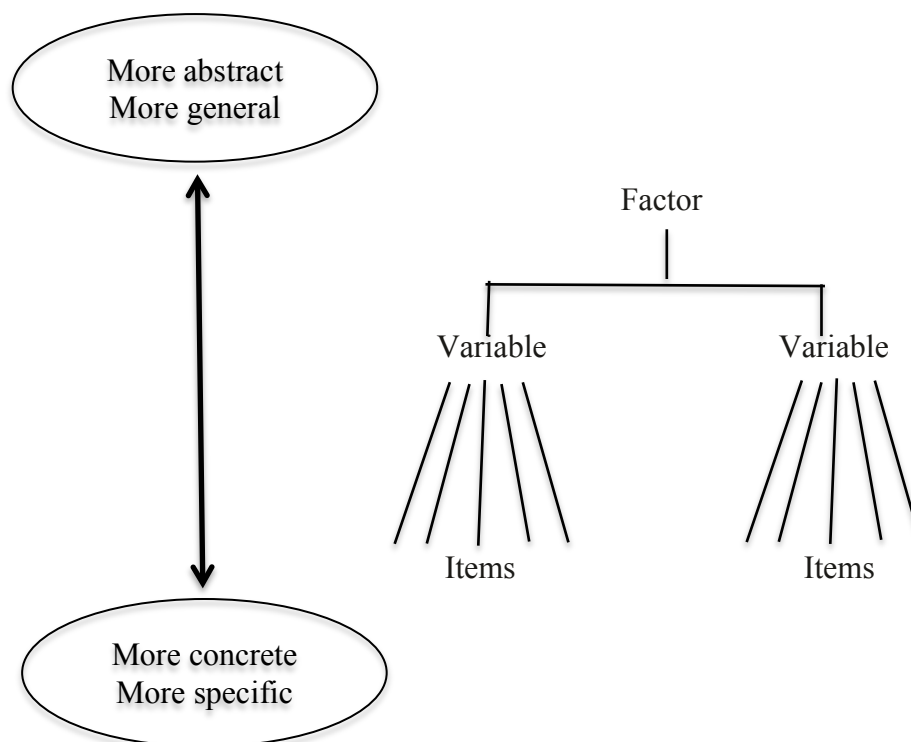 More abstract
More general
Factor
Variable
Variable
Items
Items
More concrete
More specific